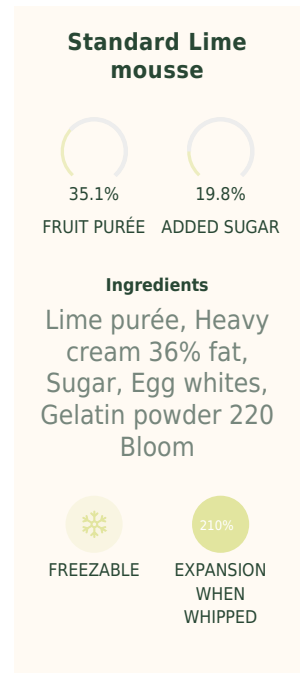 Standard Lime
mousse
35.1%
19.8%
FRUIT PURÉE
ADDED SUGAR
Ingredients
Lime purée, Heavy
cream 36% fat,
Sugar, Egg whites,
Gelatin powder 220
Bloom
210%
FREEZABLE
EXPANSION
WHEN
WHIPPED